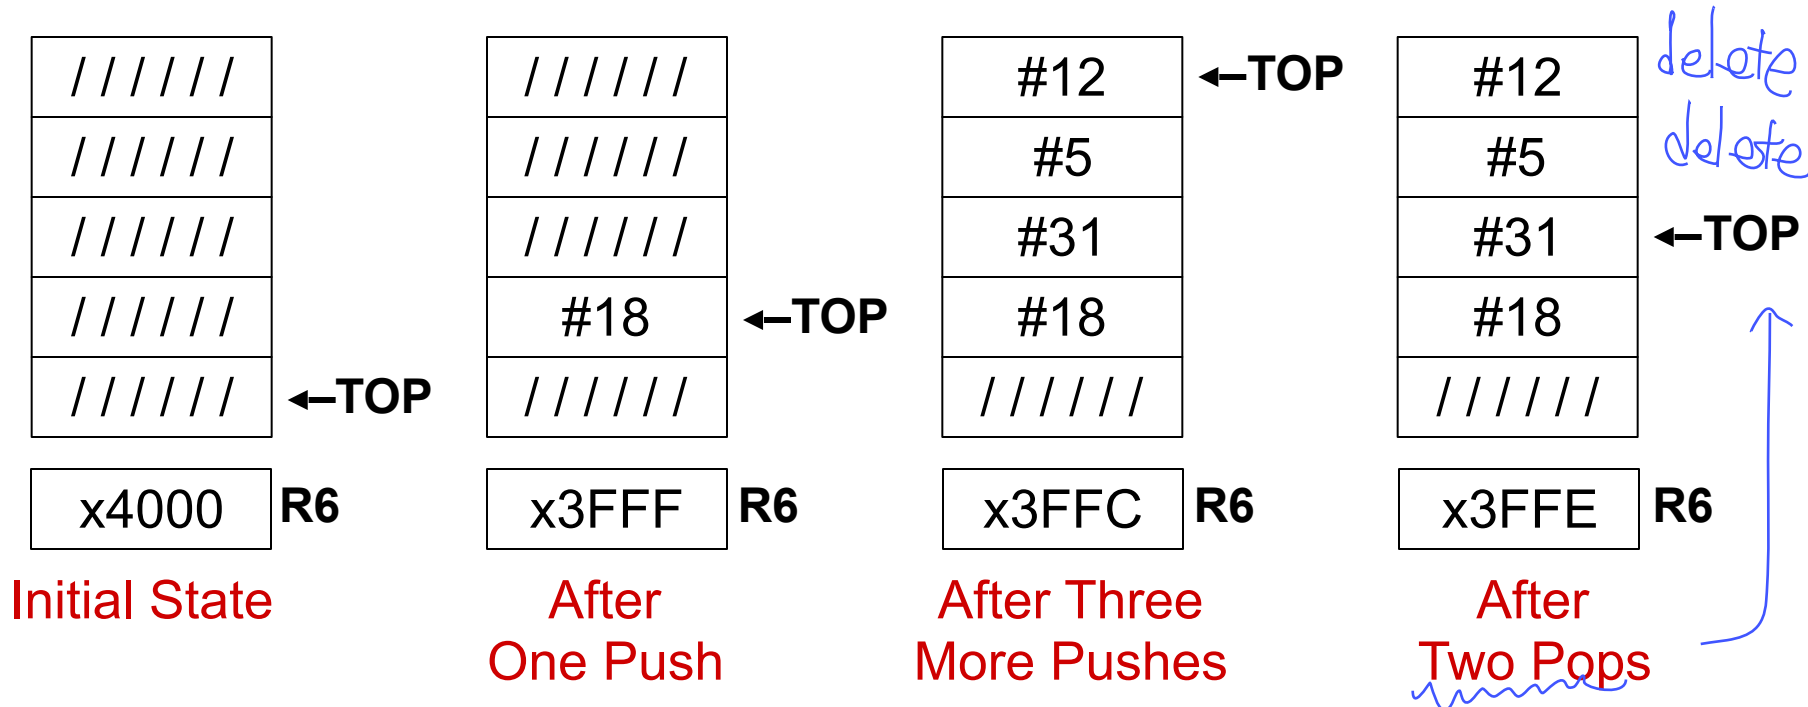 / / / / / /
/ / / / / /
/ / / / / /
/ / / / / /
/ / / / / / ←TOP
x4000 R6
Initial State
/ / / / / /
/ / / / / /
/ / / / / /
#18 ←TOP
/ / / / / /
x3FFF R6
After
One Push
#12 ←TOP
#5
#31
#18
/ / / / / /
x3FFC R6
After Three
More Pushes
#12 delete
#5 delete
#31 ←TOP
#18
/ / / / / /
x3FFE R6
After
Two Pops